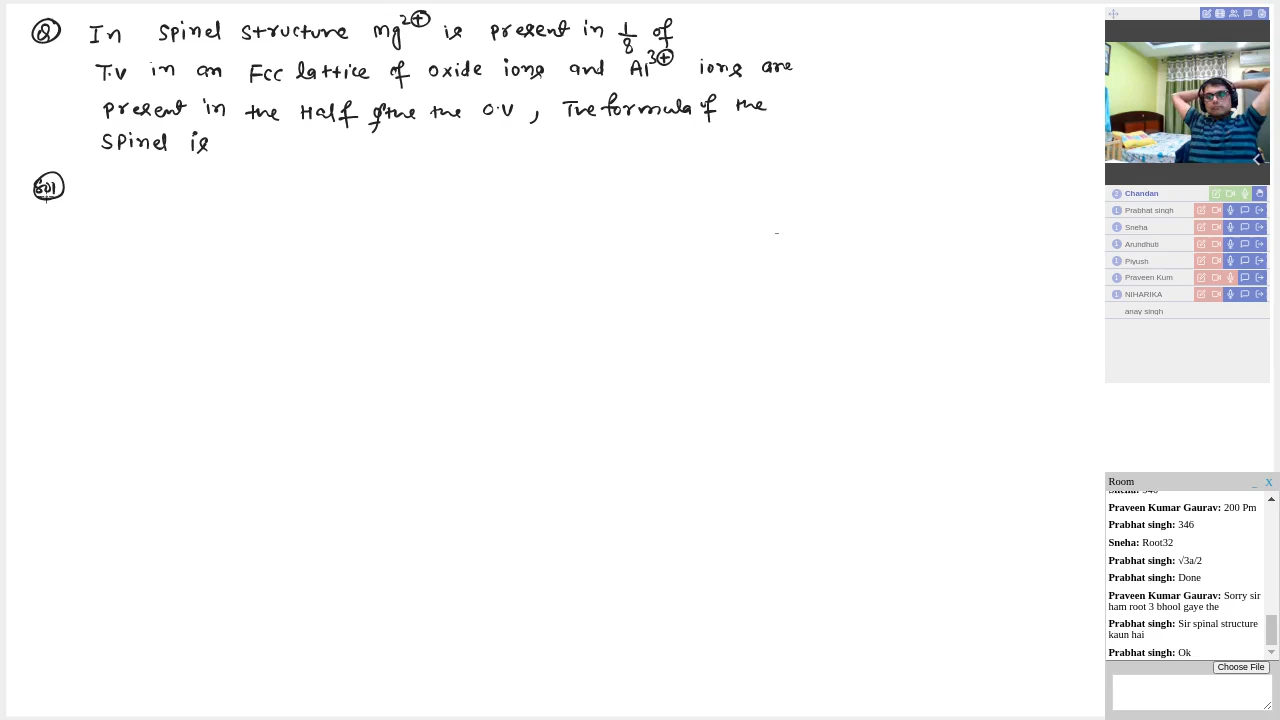 Q In Spinel Structure Mg²⊕ is present in 1/8 of
T.V in an Fcc lattice of oxide ions and Al³⊕ ions are
Present in the Half of the the O.V , The formula of the
Spinel is
Sol
Chandan
Prabhat singh
Sneha
Arundhuti
Piyush
Praveen Kum
NIHARIKA
anay singh
Room _ X
Sneha: 346
Praveen Kumar Gaurav: 200 Pm
Prabhat singh: 346
Sneha: Root32
Prabhat singh: √3a/2
Prabhat singh: Done
Praveen Kumar Gaurav: Sorry sir
ham root 3 bhool gaye the
Prabhat singh: Sir spinal structure
kaun hai
Prabhat singh: Ok
Choose File